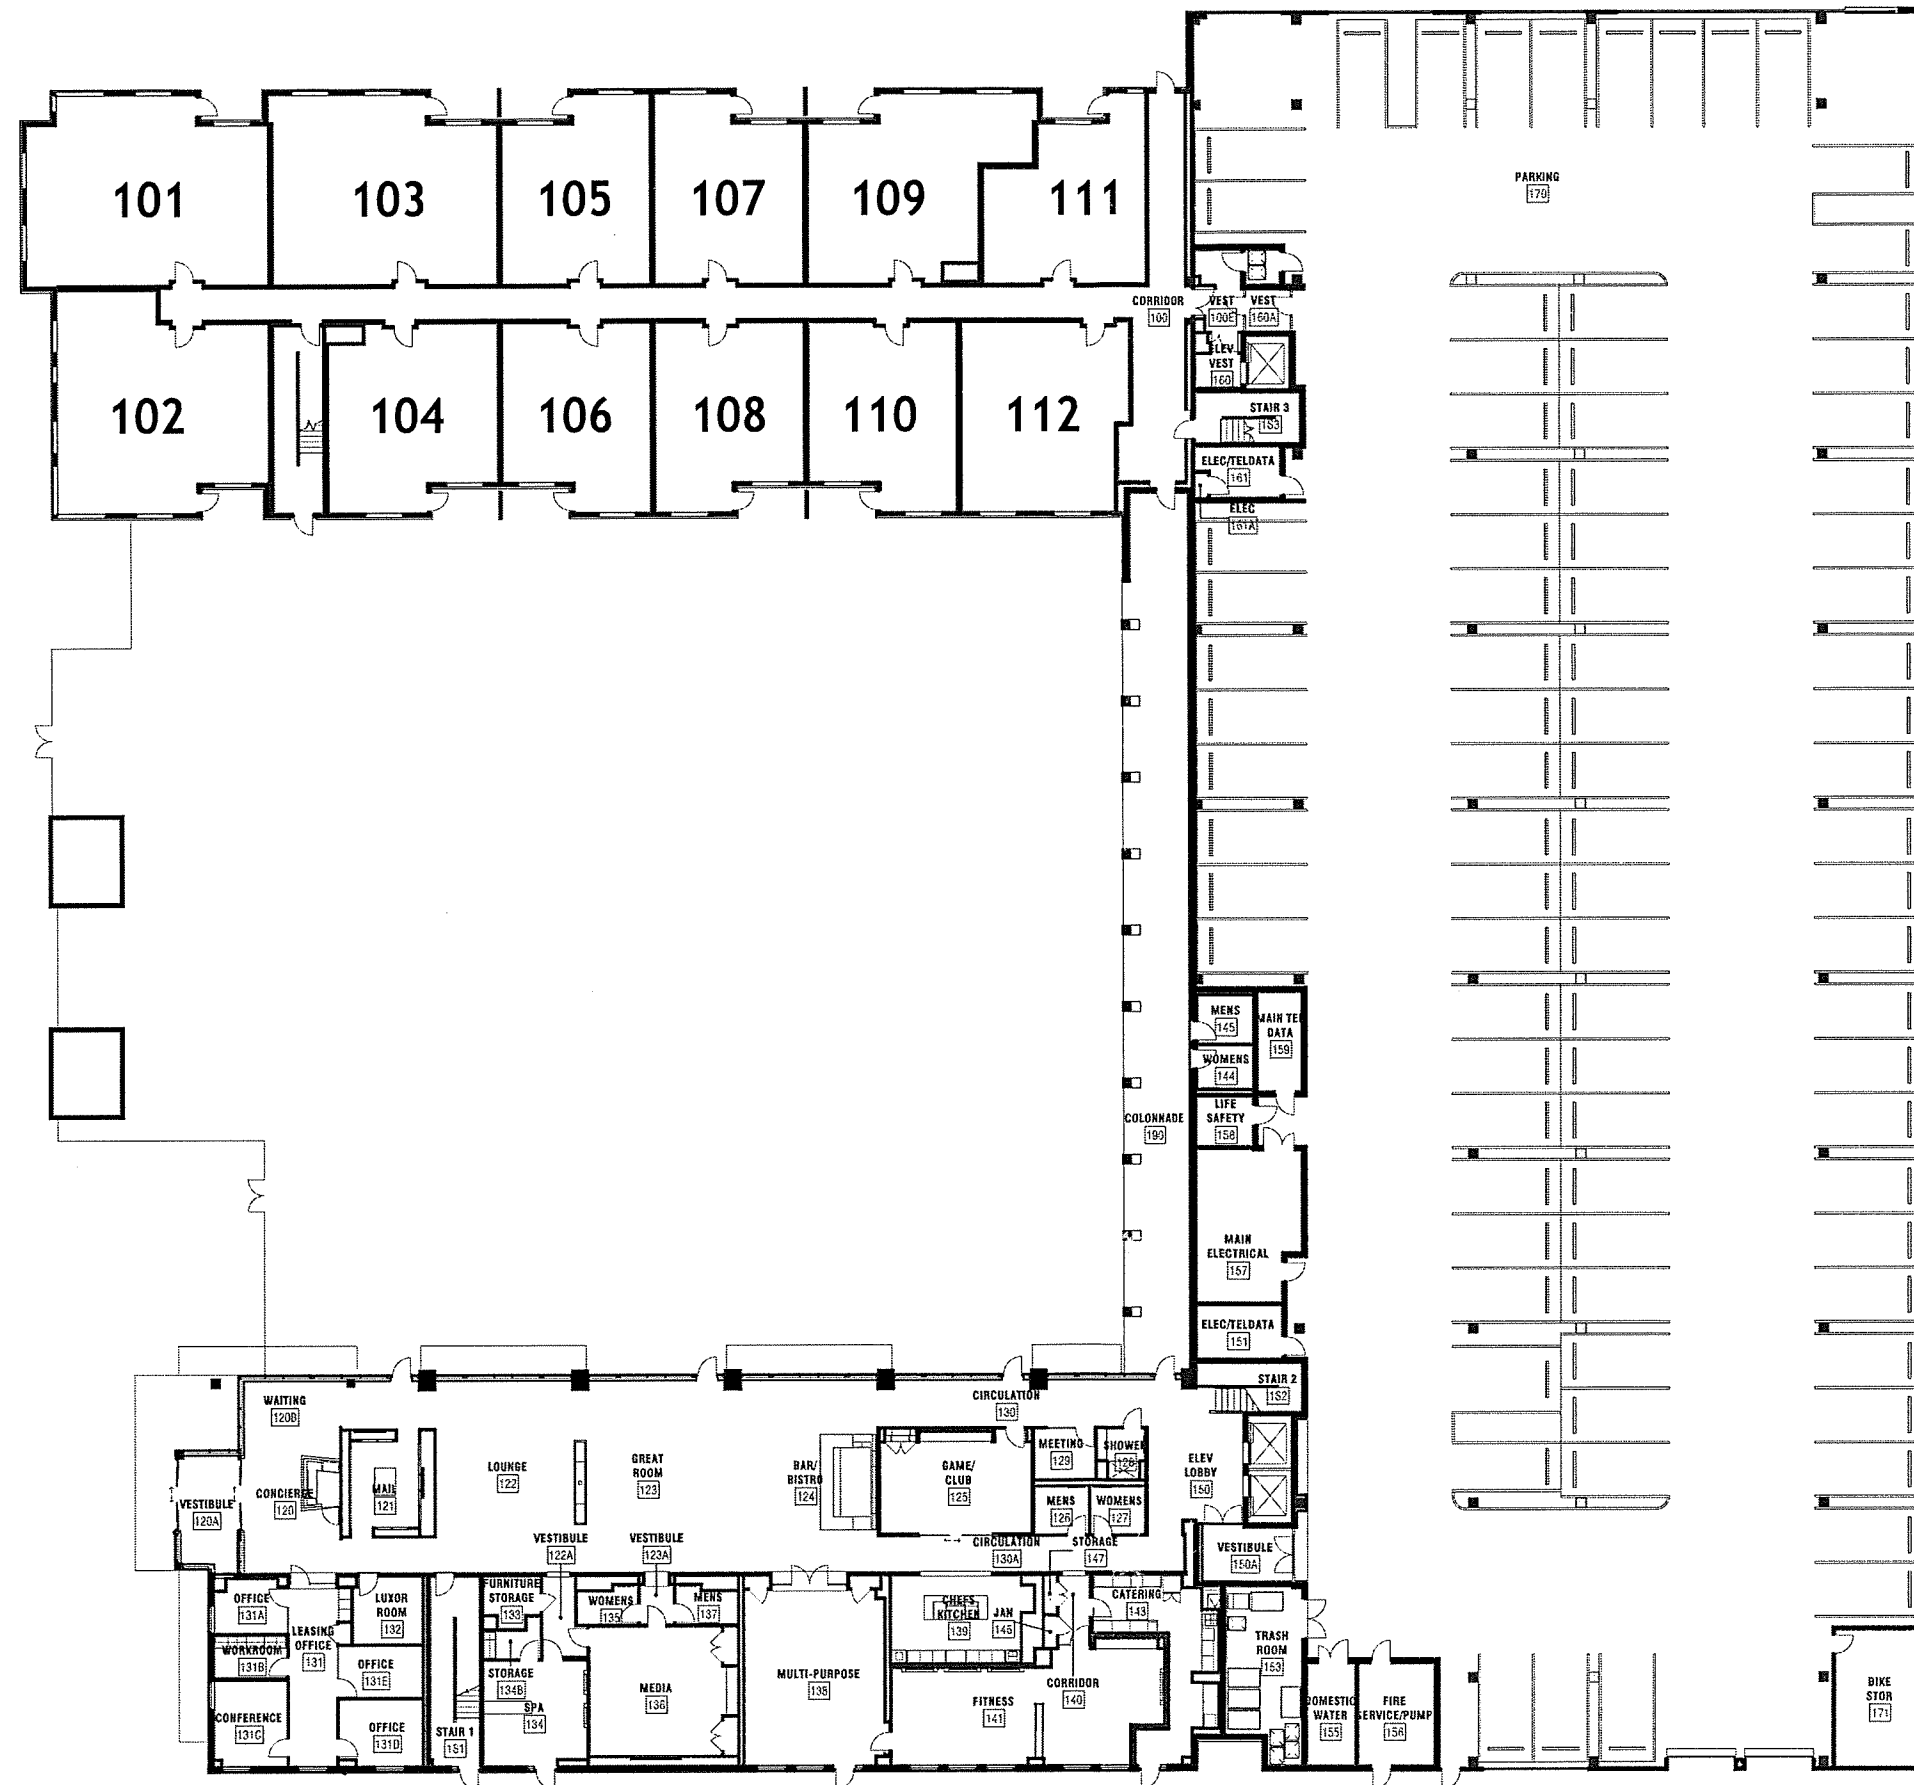 PARKING
170
101
103
105
107
109
111
CORRIDOR
100
VEST
100E
VEST
160A
ELEV
VEST
160
102
104
106
108
110
112
STAIR 3
1S3
ELEC/TELDATA
161
ELEC
161A
MENS
145
MAIN TEL
DATA
159
WOMENS
144
LIFE
SAFETY
158
COLONNADE
190
MAIN
ELECTRICAL
157
ELEC/TELDATA
151
STAIR 2
1S2
WAITING
120B
CIRCULATION
130
MEETING
129
SHOWER
128
LOUNGE
122
GREAT
ROOM
123
BAR/
BISTRO
124
GAME/
CLUB
125
ELEV
LOBBY
150
MAIL
121
CONCIERGE
120
VESTIBULE
120A
MENS
126
WOMENS
127
VESTIBULE
122A
VESTIBULE
123A
CIRCULATION
130A
STORAGE
147
VESTIBULE
150A
OFFICE
131A
LUXOR
ROOM
132
FURNITURE
STORAGE
133
WOMENS
135
MENS
137
CHEFS
KITCHEN
139
JAN
146
CATERING
143
LEASING
OFFICE
131
WORKROOM
131B
OFFICE
131E
STORAGE
134B
SPA
134
MEDIA
136
MULTI-PURPOSE
138
FITNESS
141
CORRIDOR
140
TRASH
ROOM
153
CONFERENCE
131C
OFFICE
131D
STAIR 1
1S1
DOMESTIC
WATER
155
FIRE
SERVICE/PUMP
156
BIKE
STOR
171